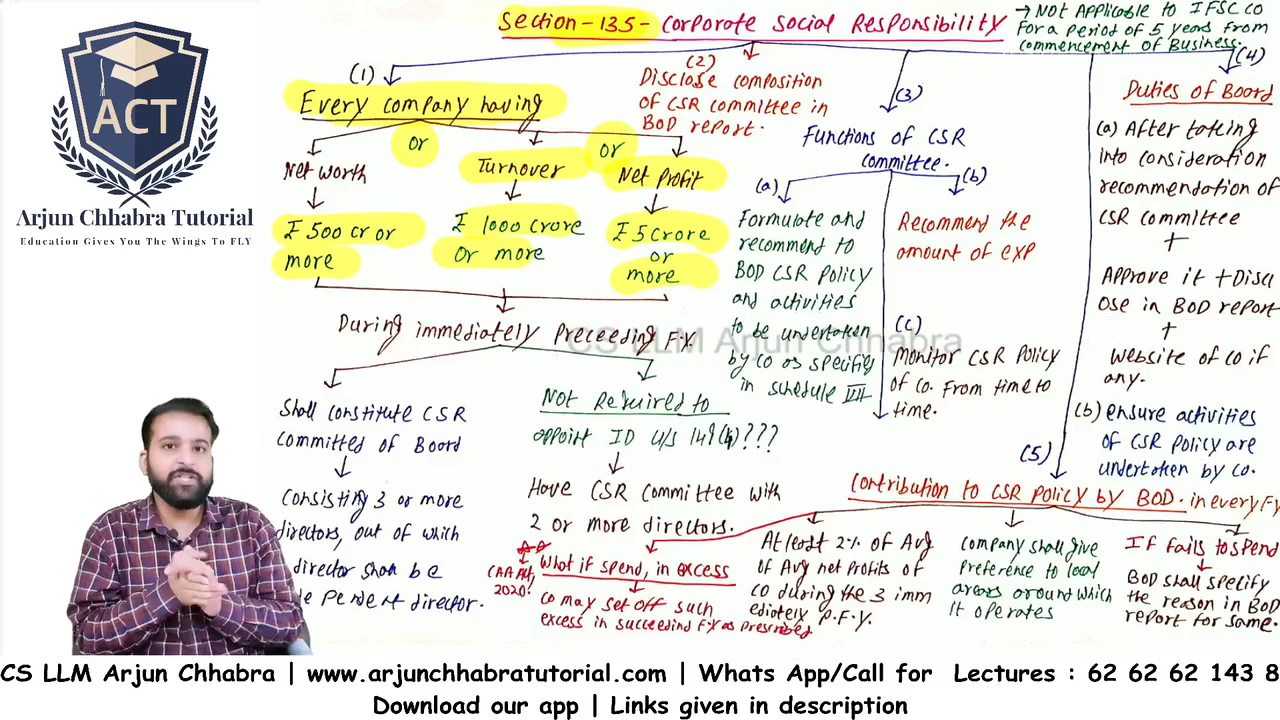 Section-135- Corporate Social Responsibility
→ Not Applicable to IFSC CO
For a period of 5 years from
commencement of Business.
ACT
Arjun Chhabra Tutorial
Education Gives You The Wings To FLY
(1)
Every company having
or
or
Net worth
Turnover
Net Profit
₹ 500 cr or
more
₹ 1000 crore
or more
₹ 5 crore
or
more
During immediately preceeding F.Y.
Shall constitute CSR
committee of Board
Consisting 3 or more
directors, out of which
director shall be
pendent director.
Not Required to
appoint ID u/s 149(4)???
Have CSR committee with
2 or more directors.
(2)
Disclose composition
of CSR committee in
BOD report.
(3)
Functions of CSR
committee.
(a)
Formulate and
recommend to
BOD CSR Policy
and activities
to be undertaken
by co as specified
in schedule VII
(b)
Recommend the
amount of exp
(c)
Monitor CSR Policy
of Co. From time to
time.
CS LLM Arjun Chhabra
(4)
Duties of Board
(a) After taking
into consideration
recommendation of
CSR committee
+
Approve it + Discl
ose in BOD report
+
website of co if
any.
(b) ensure activities
of CSR Policy are
undertaken by co.
(5)
Contribution to CSR Policy by BOD. in every FY
What if spend, in excess
(CAA Act,
2020)
co may set off such
excess in succeedind F.Y as Prescribed
At least 2% of Avg
of Avg net profits of
co during the 3 imm
ediately p.F.Y.
Company shall give
Preference to local
areas around which
it operates
If fails to spend
BOD shall specify
the reason in BOD
report for same.
CS LLM Arjun Chhabra | www.arjunchhabratutorial.com | Whats App/Call for Lectures : 62 62 62 143 8
Download our app | Links given in description